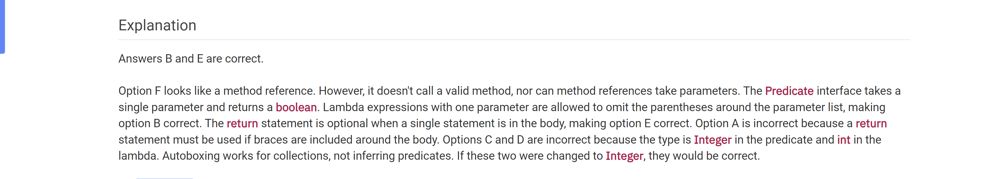 Explanation
Answers B and E are correct.
Option F looks like a method reference. However, it doesn't call a valid method, nor can method references take parameters. The Predicate interface takes a
single parameter and returns a boolean. Lambda expressions with one parameter are allowed to omit the parentheses around the parameter list, making
option B correct. The return statement is optional when a single statement is in the body, making option E correct. Option A is incorrect because a return
statement must be used if braces are included around the body. Options C and D are incorrect because the type is Integer in the predicate and int in the
lambda. Autoboxing works for collections, not inferring predicates. If these two were changed to Integer, they would be correct.